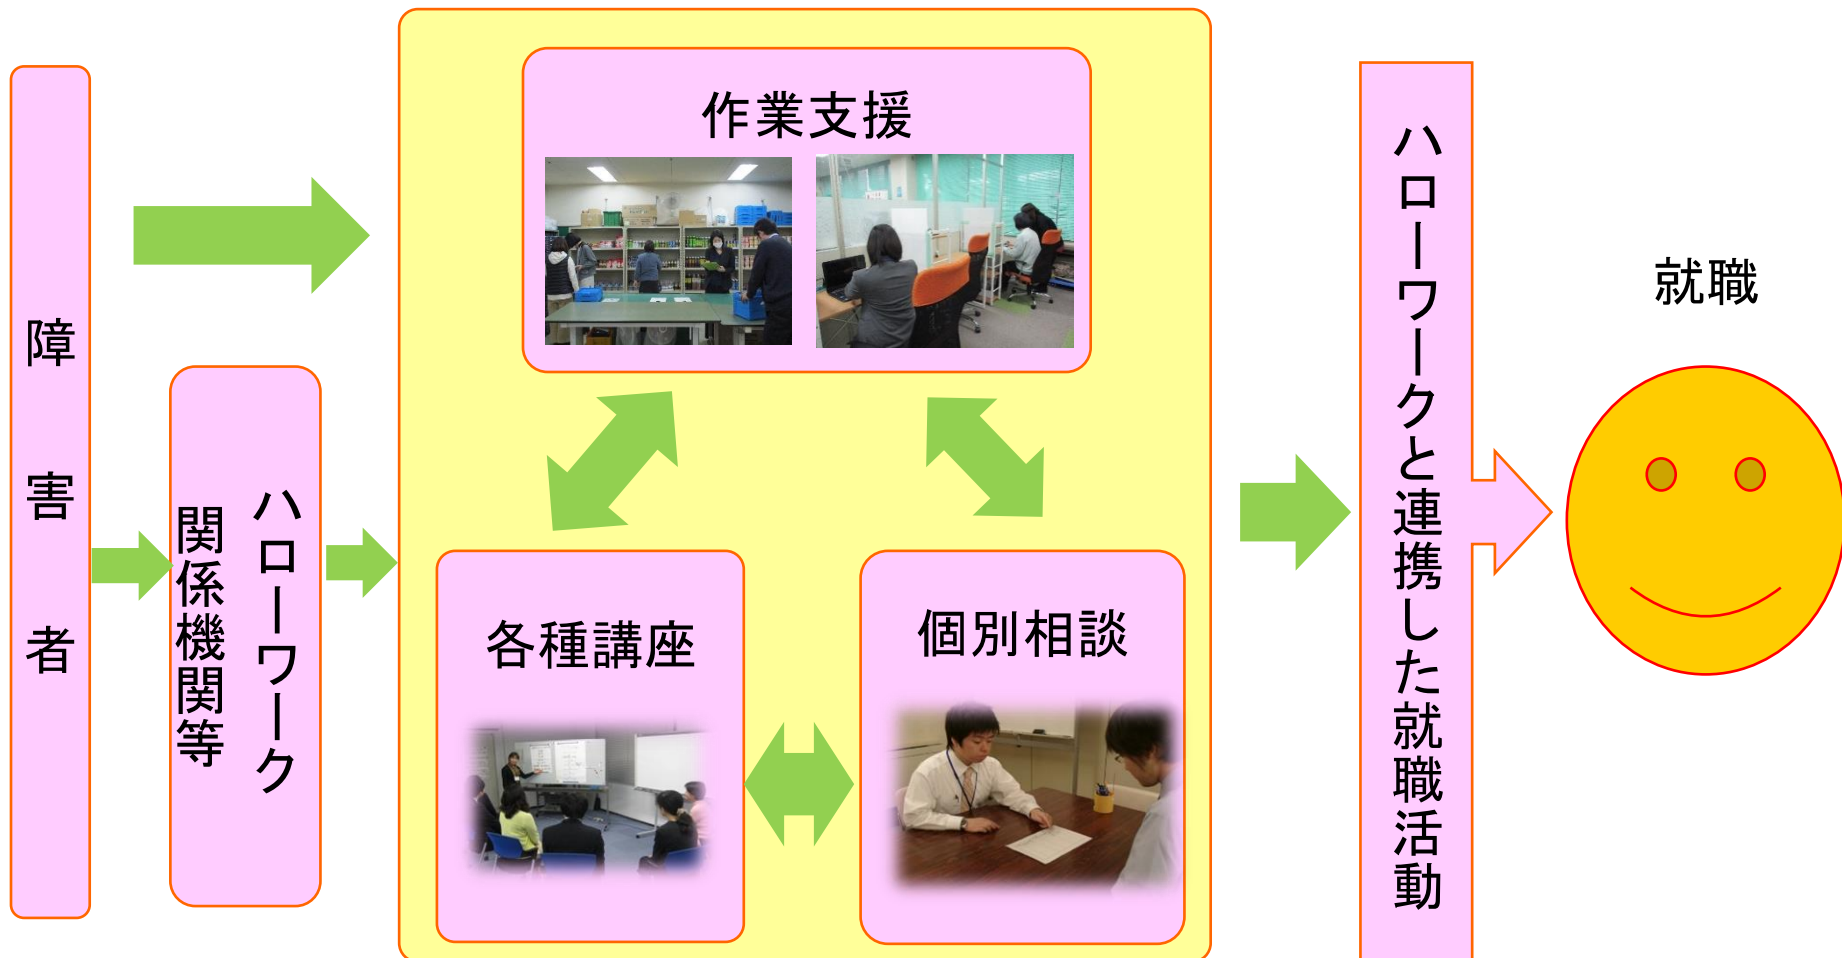 障害者
ハローワーク
関係機関等
作業支援
各種講座
個別相談
ハローワークと連携した就職活動
就職